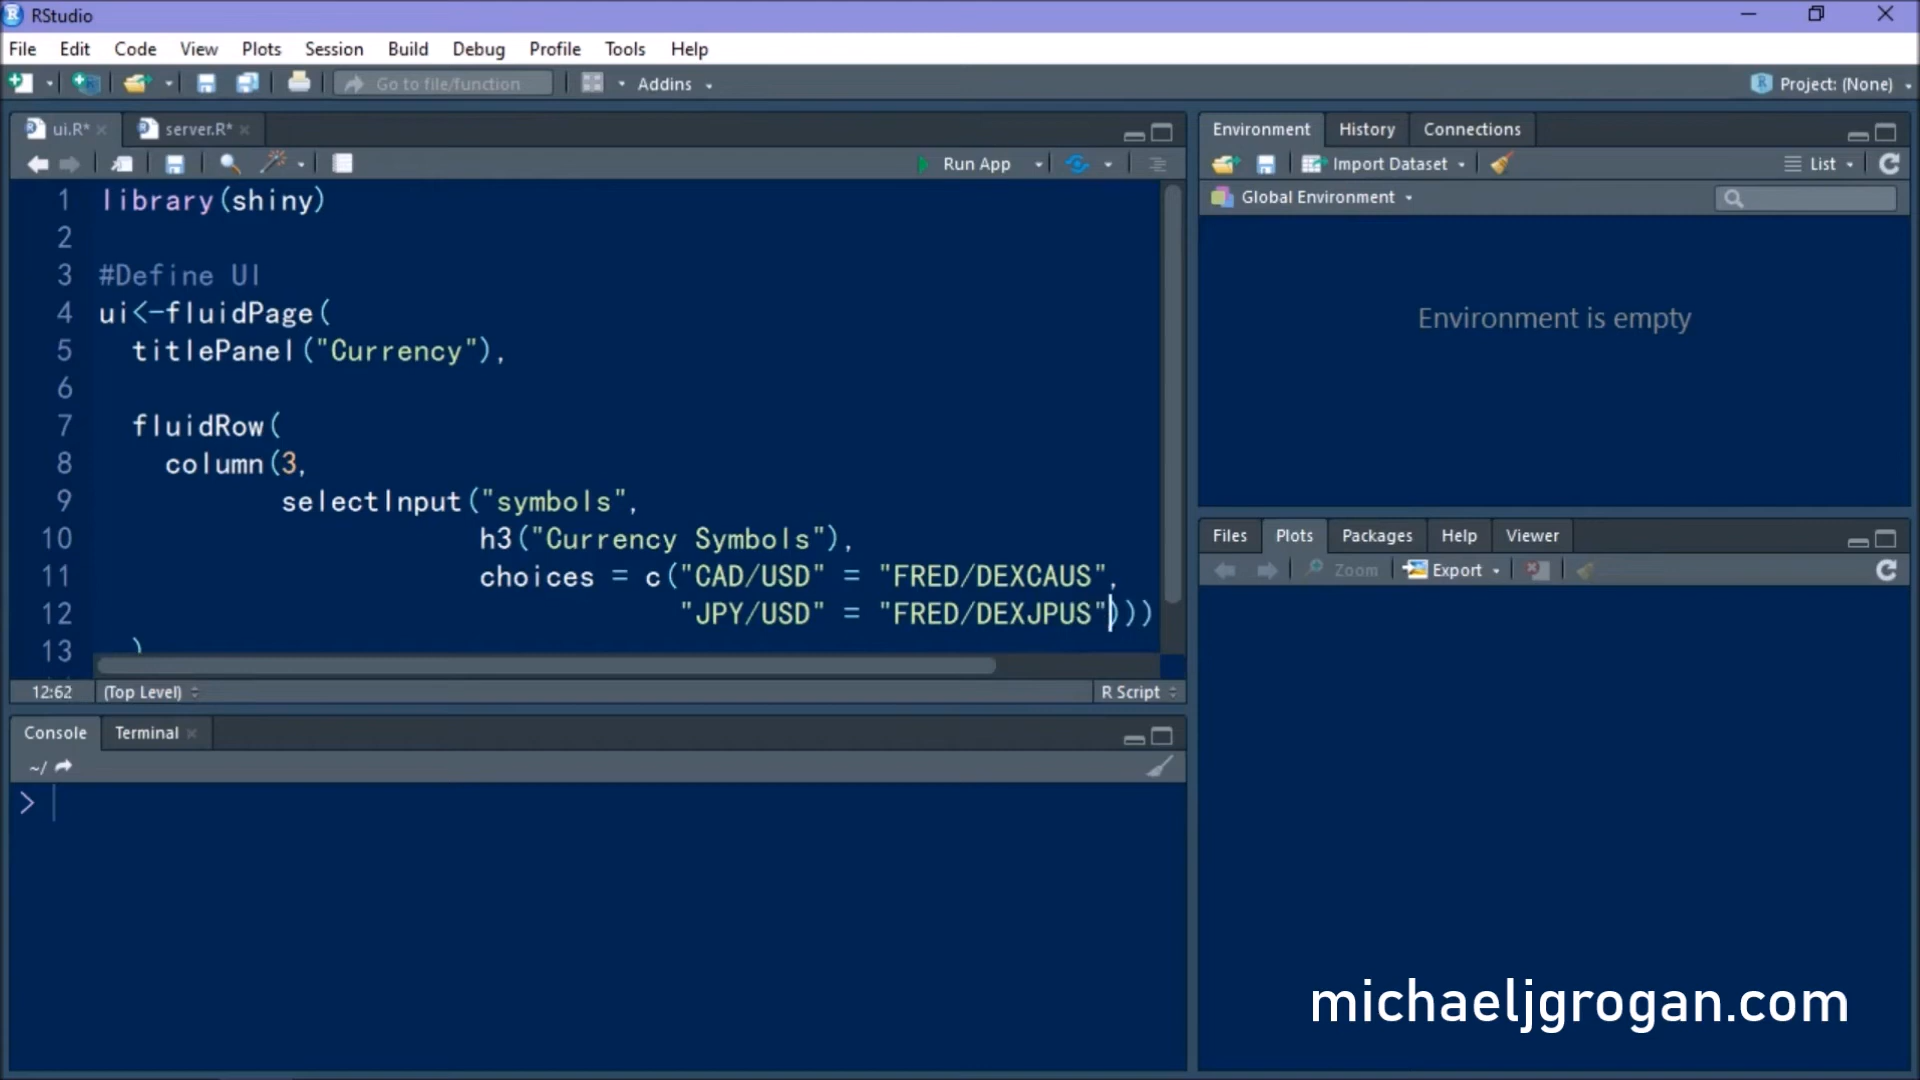 RStudio
File Edit Code View Plots Session Build Debug Profile Tools Help
Go to file/function Addins Project: (None)
ui.R* server.R*
Run App
1 library(shiny)
2
3 #Define UI
4 ui<-fluidPage(
5 titlePanel("Currency"),
6
7 fluidRow(
8 column(3,
9 selectInput("symbols",
10 h3("Currency Symbols"),
11 choices = c("CAD/USD" = "FRED/DEXCAUS",
12 "JPY/USD" = "FRED/DEXJPUS")))
13 )
12:62 (Top Level) R Script
Console Terminal
~/
>
Environment History Connections
Import Dataset List
Global Environment
Environment is empty
Files Plots Packages Help Viewer
Zoom Export
michaeljgrogan.com